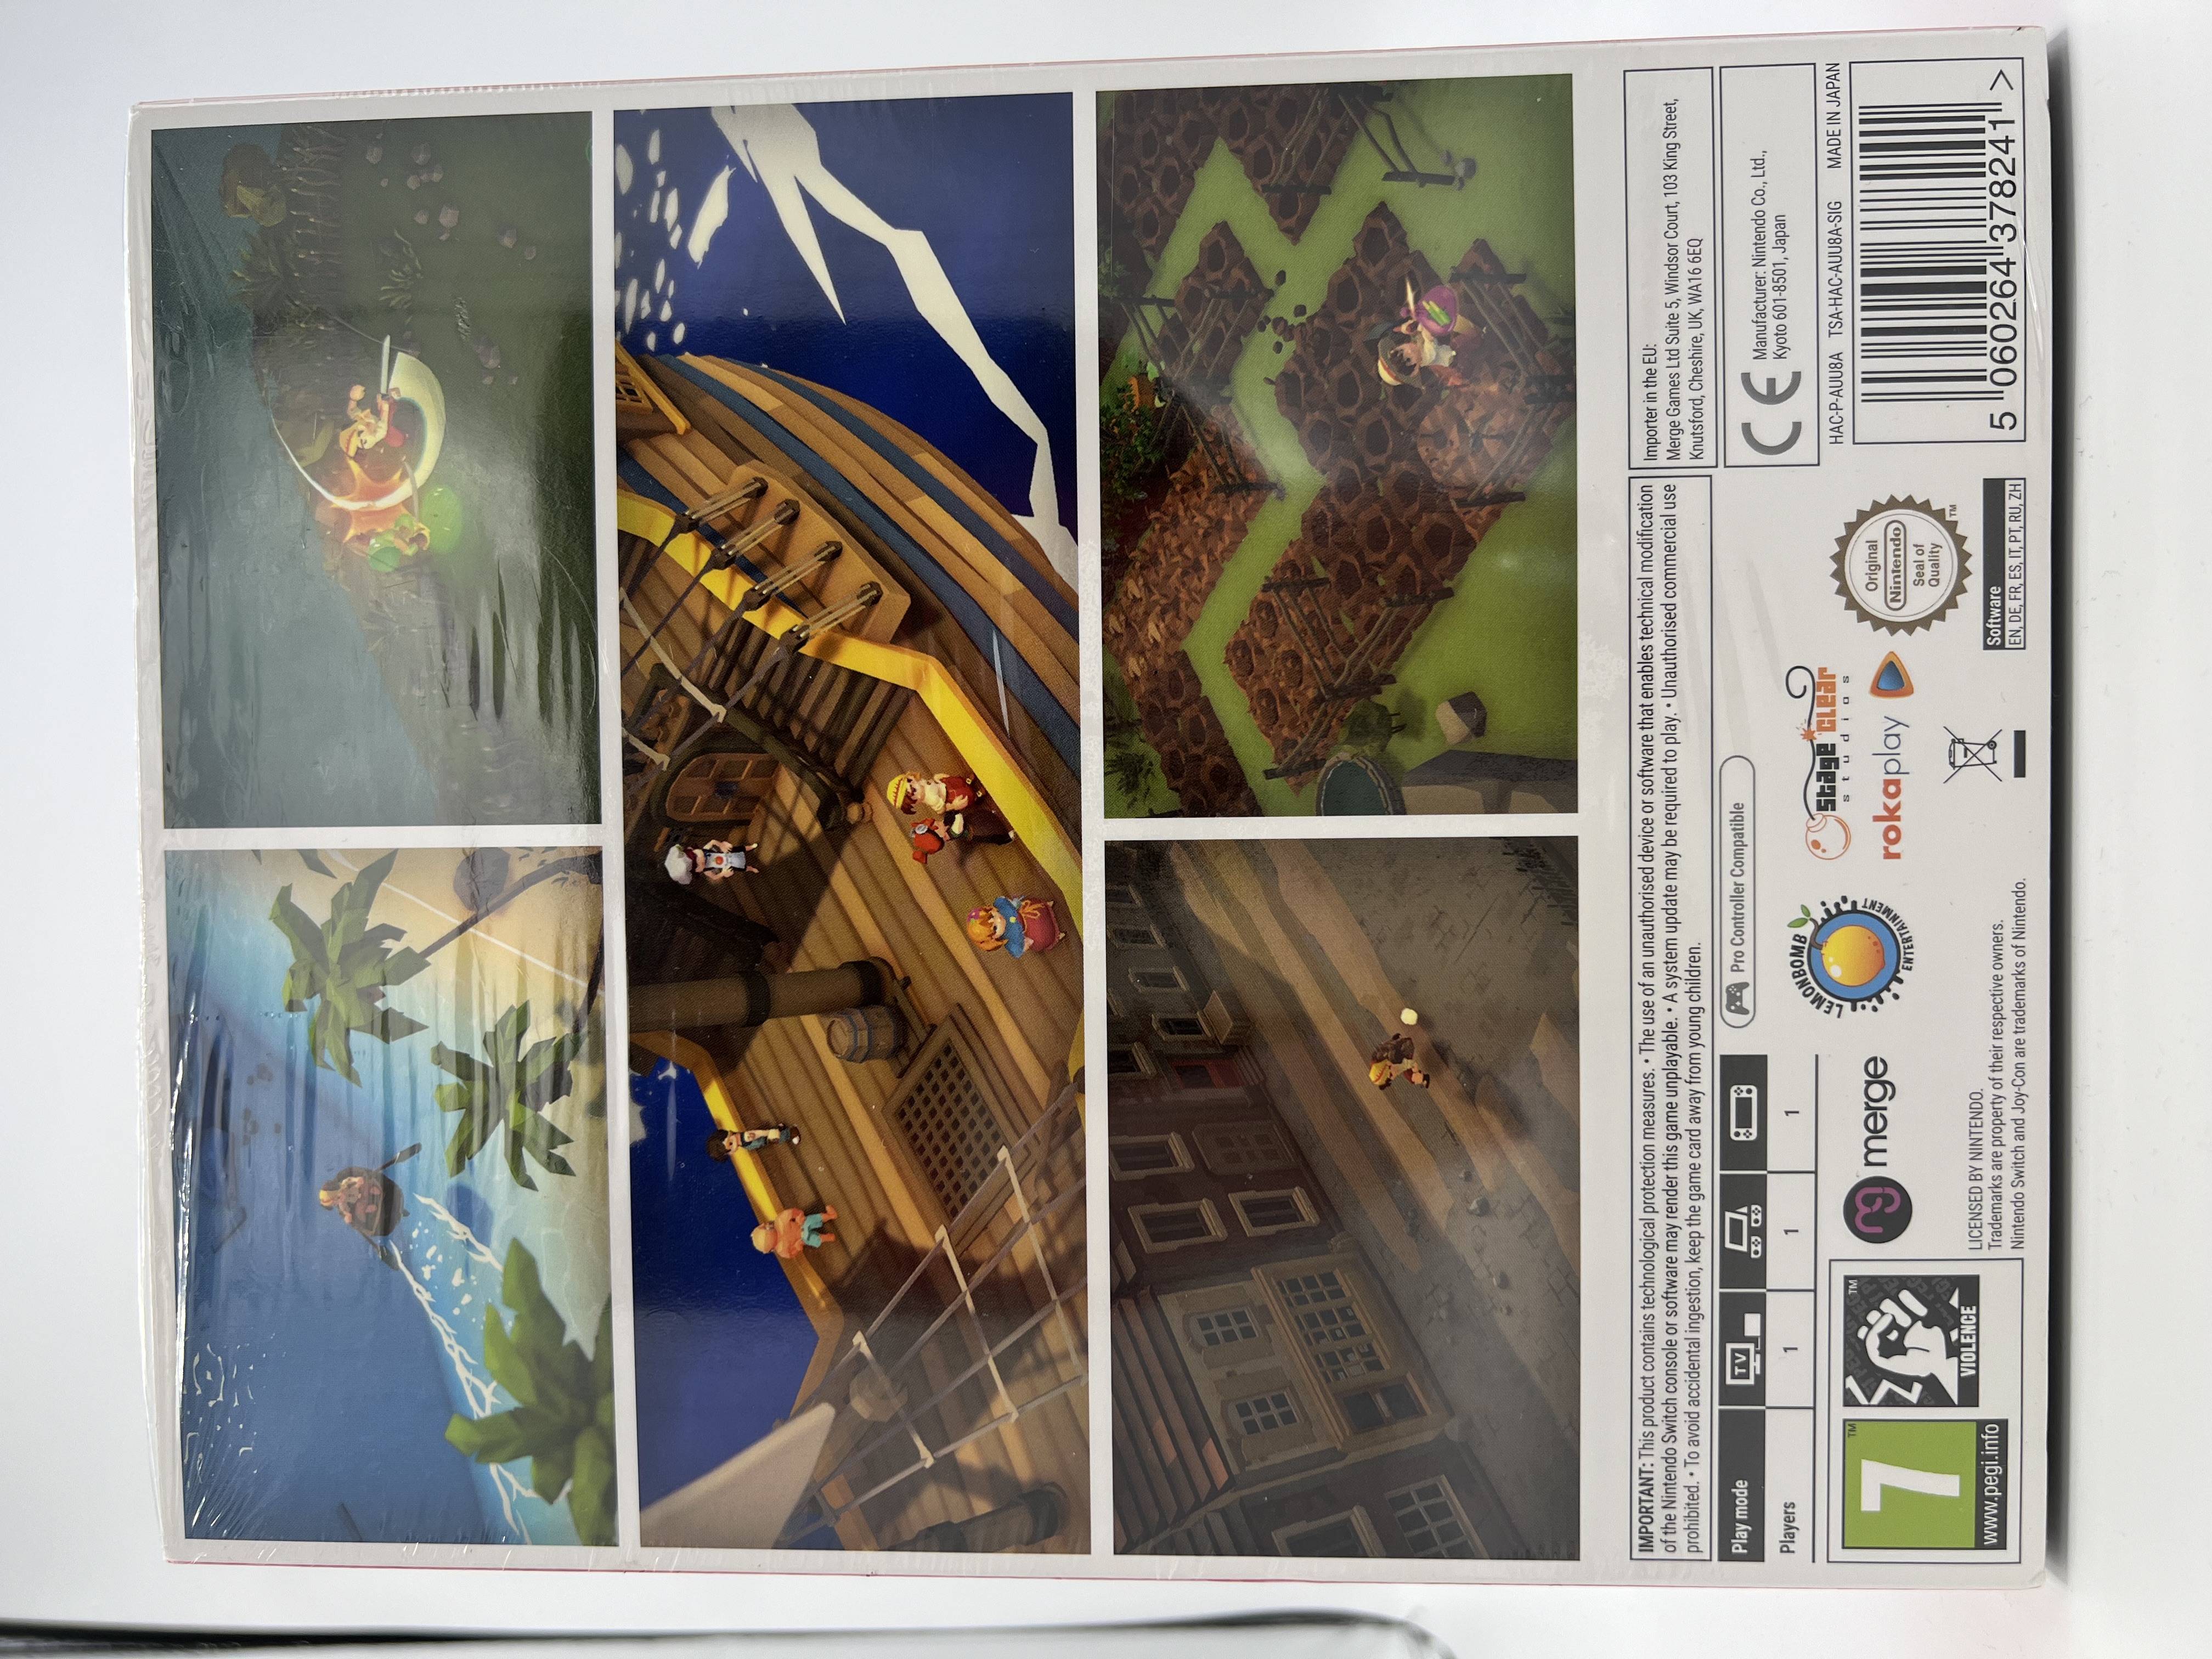 IMPORTANT: This product contains technological protection measures. • The use of an unauthorised device or software that enables technical modification
of the Nintendo Switch console or software may render this game unplayable. • A system update may be required to play. • Unauthorised commercial use
prohibited. • To avoid accidental ingestion, keep the game card away from young children.
Importer in the EU:
Merge Games Ltd Suite 5, Windsor Court, 103 King Street,
Knutsford, Cheshire, UK, WA16 6EQ
Play mode
TV
Players
1
1
1
Pro Controller Compatible
CE
Manufacturer: Nintendo Co., Ltd.,
Kyoto 601-8501, Japan
HAC-P-AUU8A TSA-HAC-AUU8A-SIG MADE IN JAPAN
7
TM
www.pegi.info
TM
VIOLENCE
mg merge
LEMONBOMB
ENTERTAINMENT
stage clear
studios
rokaplay
Original
Nintendo
Seal of
Quality
TM
LICENSED BY NINTENDO.
Trademarks are property of their respective owners.
Nintendo Switch and Joy-Con are trademarks of Nintendo.
Software
EN, DE, FR, ES, IT, PT, RU, ZH
5 060264 378241 >